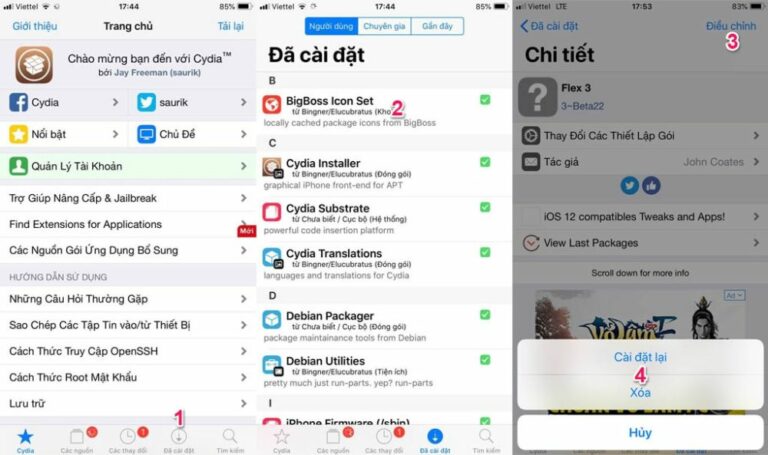 Viettel
17:44
85%
Giới thiệu
Trang chủ
Tải lại
Chào mừng bạn đến với Cydia™
bởi Jay Freeman (saurik)
Cydia
saurik
Nổi bật
Chủ Đề
Quản Lý Tài Khoản
Trợ Giúp Nâng Cấp & Jailbreak
Find Extensions for Applications
Mới
Các Nguồn Gói Ứng Dụng Bổ Sung
HƯỚNG DẪN SỬ DỤNG
Những Câu Hỏi Thường Gặp
Sao Chép Các Tập Tin vào/từ Thiết Bị
Cách Thức Truy Cập OpenSSH
Cách Thức Root Mật Khẩu
Lưu trữ
1
Cydia
Các nguồn
Các thay đổi
1
Đã cài đặt
Tìm kiếm
Viettel
17:44
85%
Người dùng
Chuyên gia
Gần đây
Đã cài đặt
B
BigBoss Icon Set
2
từ Bingner/Elucubratus (Kho
locally cached package icons from BigBoss
C
Cydia Installer
từ Bingner/Elucubratus (Đóng gói)
graphical iPhone front-end for APT
Cydia Substrate
từ Chưa biết / Cục bộ (Hệ thống)
powerful code insertion platform
Cydia Translations
từ Bingner/Elucubratus (Đóng gói)
languages and translations for Cydia
D
Debian Packager
từ Chưa biết / Cục bộ (Đóng gói)
package maintainance tools from Debian
Debian Utilities
từ Bingner/Elucubratus (Tiện ích)
pretty much just run-parts. yep? run-parts.
I
iPhone Firmware (/sbin)
Cydia
Các nguồn
Các thay đổi
1
Đã cài đặt
Tìm kiếm
Viettel LTE
17:53
83%
Đã cài đặt
Điều chỉnh
3
Chi tiết
Flex 3
3~Beta22
Thay Đổi Các Thiết Lập Gói
Tác giả
John Coates
iOS 12 compatibles Tweaks and Apps!
View Last Packages
Scroll down for more info
Ad
Cài đặt lại
4
Xóa
Hủy